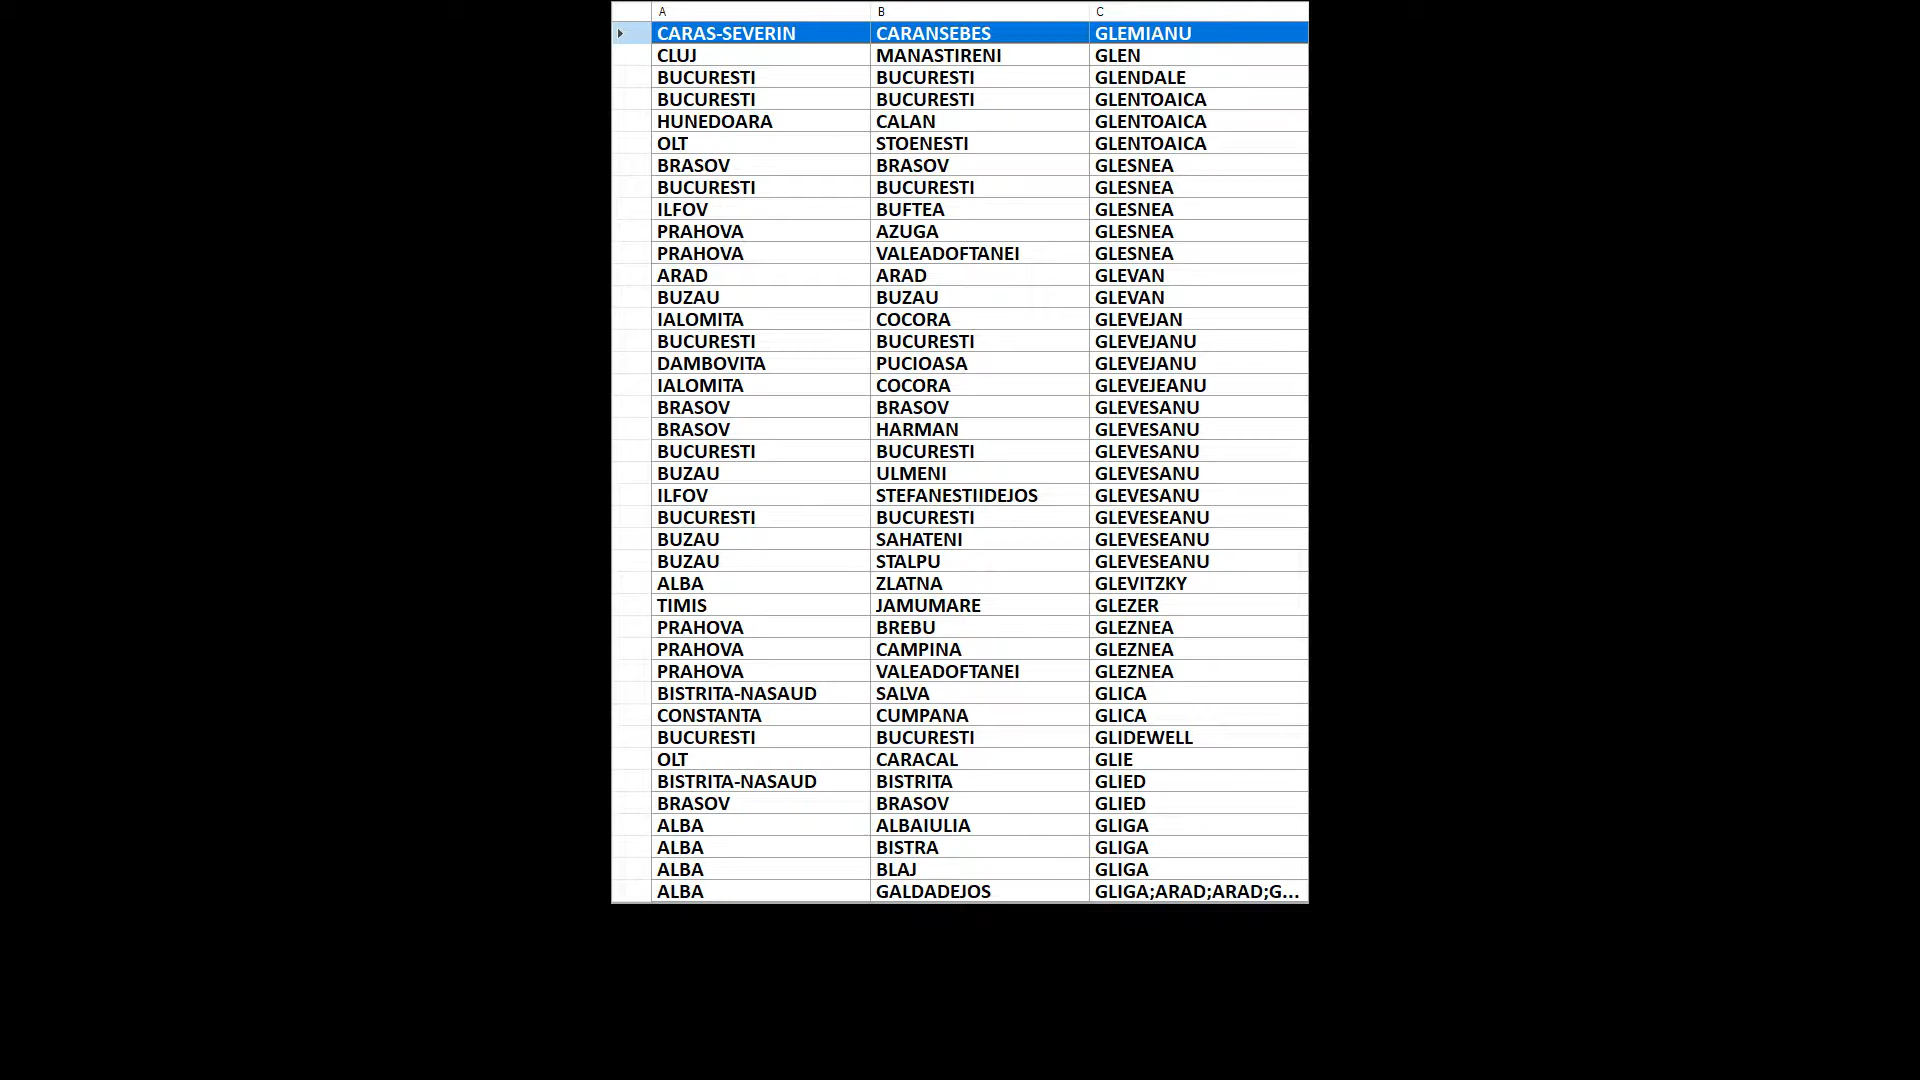 A B C
CARAS-SEVERIN CARANSEBES GLEMIANU
CLUJ MANASTIRENI GLEN
BUCURESTI BUCURESTI GLENDALE
BUCURESTI BUCURESTI GLENTOAICA
HUNEDOARA CALAN GLENTOAICA
OLT STOENESTI GLENTOAICA
BRASOV BRASOV GLESNEA
BUCURESTI BUCURESTI GLESNEA
ILFOV BUFTEA GLESNEA
PRAHOVA AZUGA GLESNEA
PRAHOVA VALEADOFTANEI GLESNEA
ARAD ARAD GLEVAN
BUZAU BUZAU GLEVAN
IALOMITA COCORA GLEVEJAN
BUCURESTI BUCURESTI GLEVEJANU
DAMBOVITA PUCIOASA GLEVEJANU
IALOMITA COCORA GLEVEJEANU
BRASOV BRASOV GLEVESANU
BRASOV HARMAN GLEVESANU
BUCURESTI BUCURESTI GLEVESANU
BUZAU ULMENI GLEVESANU
ILFOV STEFANESTIIDEJOS GLEVESANU
BUCURESTI BUCURESTI GLEVESEANU
BUZAU SAHATENI GLEVESEANU
BUZAU STALPU GLEVESEANU
ALBA ZLATNA GLEVITZKY
TIMIS JAMUMARE GLEZER
PRAHOVA BREBU GLEZNEA
PRAHOVA CAMPINA GLEZNEA
PRAHOVA VALEADOFTANEI GLEZNEA
BISTRITA-NASAUD SALVA GLICA
CONSTANTA CUMPANA GLICA
BUCURESTI BUCURESTI GLIDEWELL
OLT CARACAL GLIE
BISTRITA-NASAUD BISTRITA GLIED
BRASOV BRASOV GLIED
ALBA ALBAIULIA GLIGA
ALBA BISTRA GLIGA
ALBA BLAJ GLIGA
ALBA GALDADEJOS GLIGA;ARAD;ARAD;G...